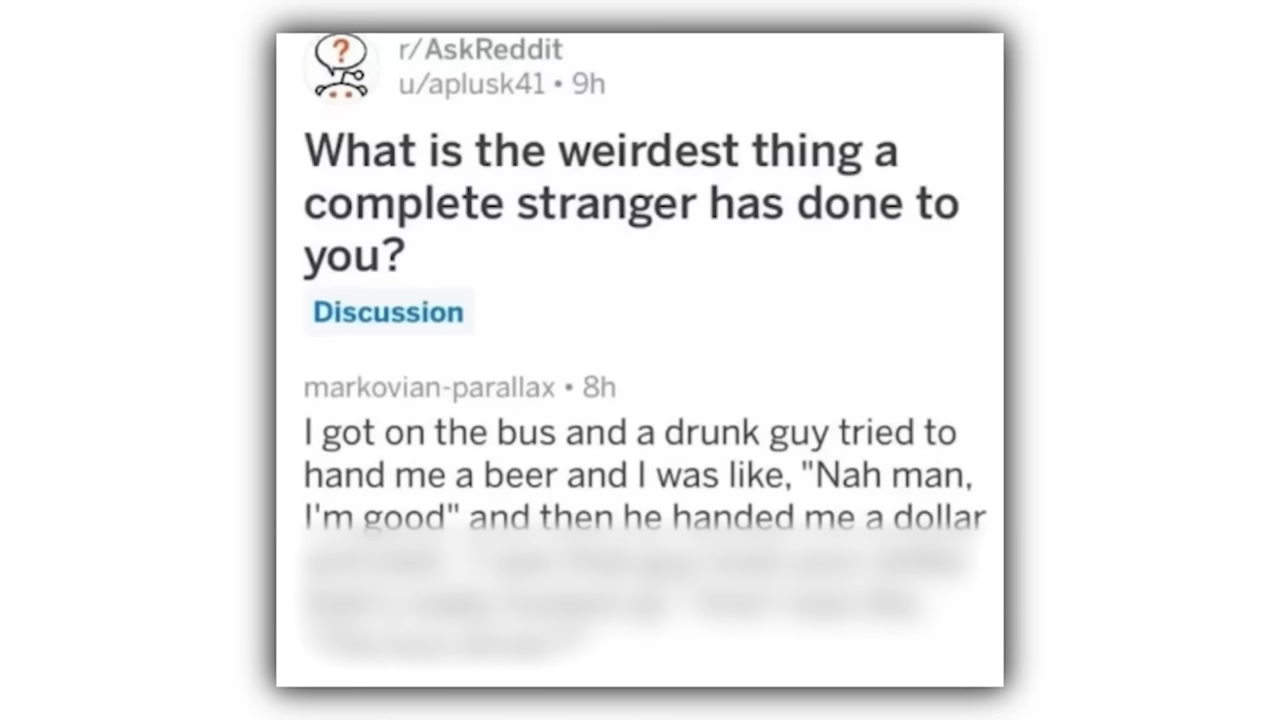 ?
r/AskReddit
u/aplusk41 • 9h
What is the weirdest thing a
complete stranger has done to
you?
Discussion
markovian-parallax • 8h
I got on the bus and a drunk guy tried to
hand me a beer and I was like, "Nah man,
I'm good" and then he handed me a dollar